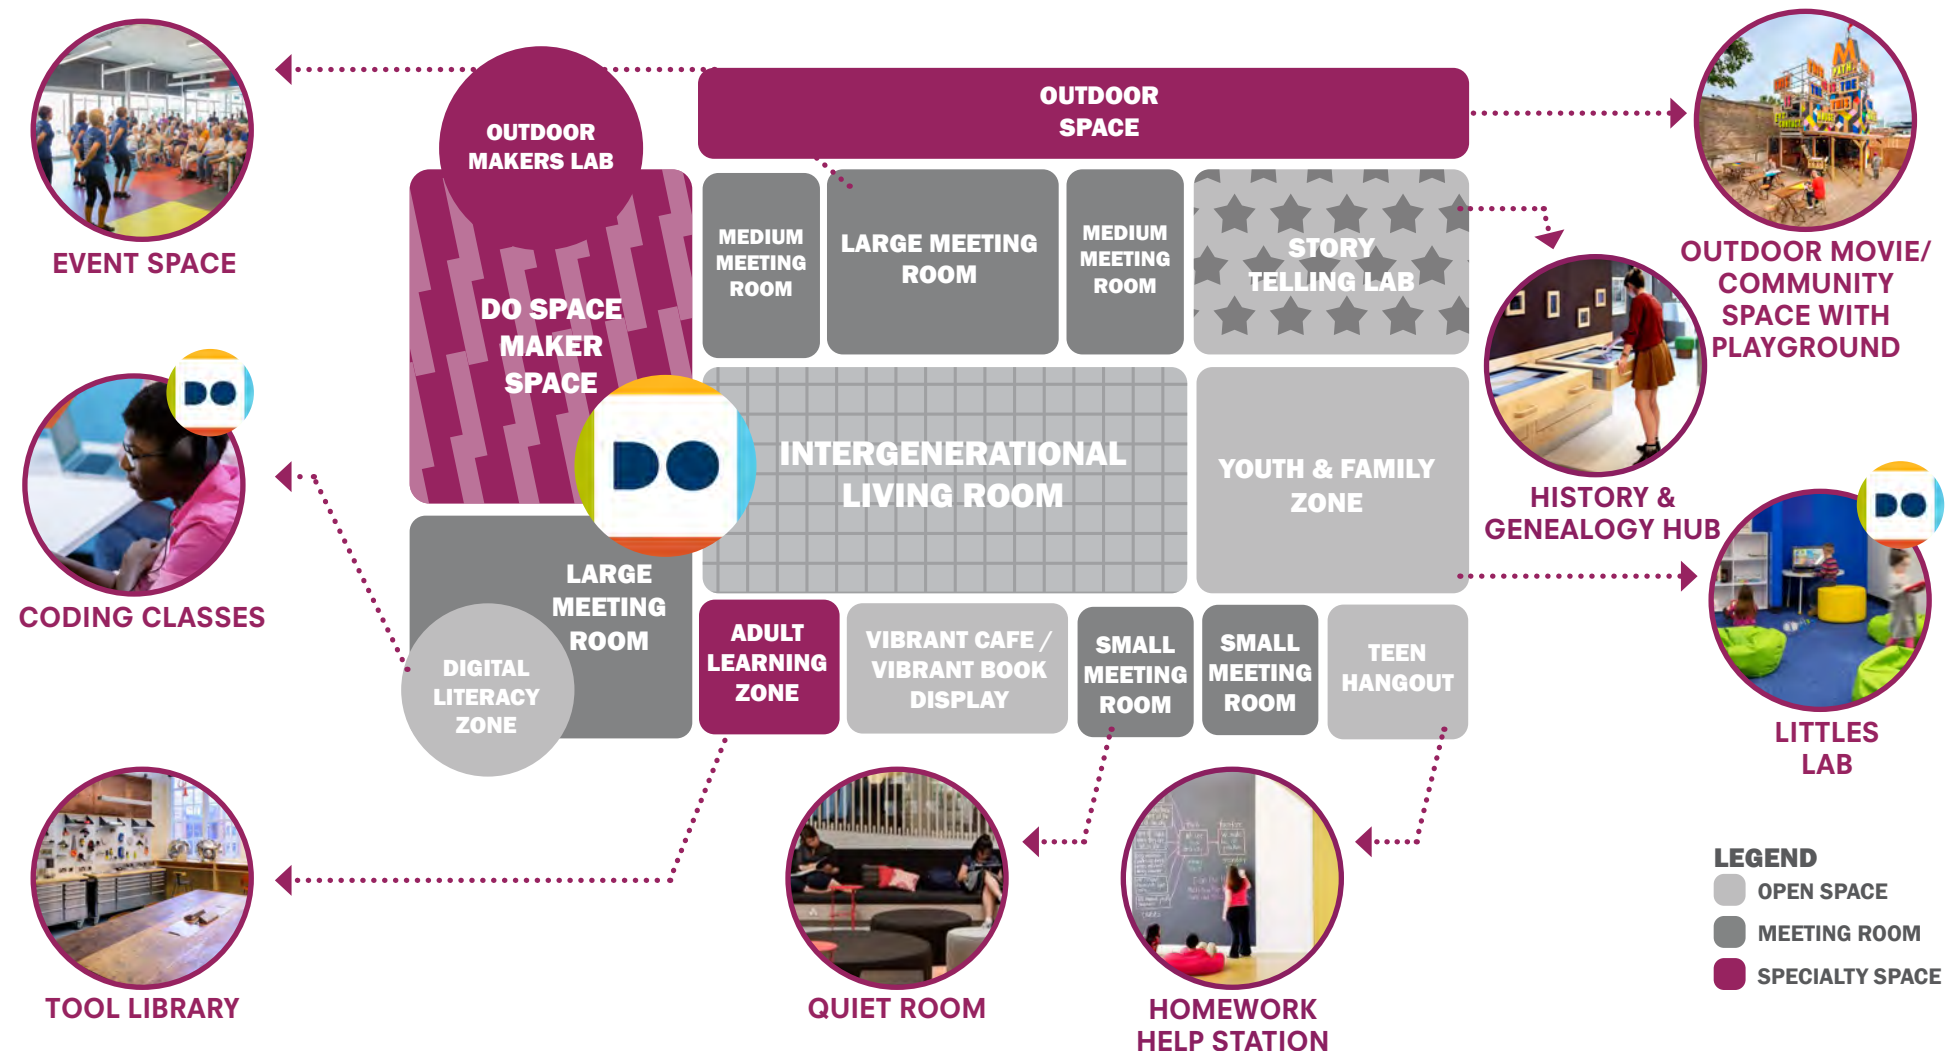 OUTDOOR
MAKERS LAB
OUTDOOR
SPACE
EVENT SPACE
OUTDOOR MOVIE/
COMMUNITY
SPACE WITH
PLAYGROUND
MEDIUM
MEETING
ROOM
LARGE MEETING
ROOM
MEDIUM
MEETING
ROOM
STORY
TELLING LAB
DO SPACE
MAKER
SPACE
DO
DO
INTERGENERATIONAL
LIVING ROOM
YOUTH & FAMILY
ZONE
HISTORY &
GENEALOGY HUB
DO
CODING CLASSES
LARGE
MEETING
ROOM
DIGITAL
LITERACY
ZONE
ADULT
LEARNING
ZONE
VIBRANT CAFE /
VIBRANT BOOK
DISPLAY
SMALL
MEETING
ROOM
SMALL
MEETING
ROOM
TEEN
HANGOUT
LITTLES
LAB
TOOL LIBRARY
QUIET ROOM
HOMEWORK
HELP STATION
LEGEND
OPEN SPACE
MEETING ROOM
SPECIALTY SPACE